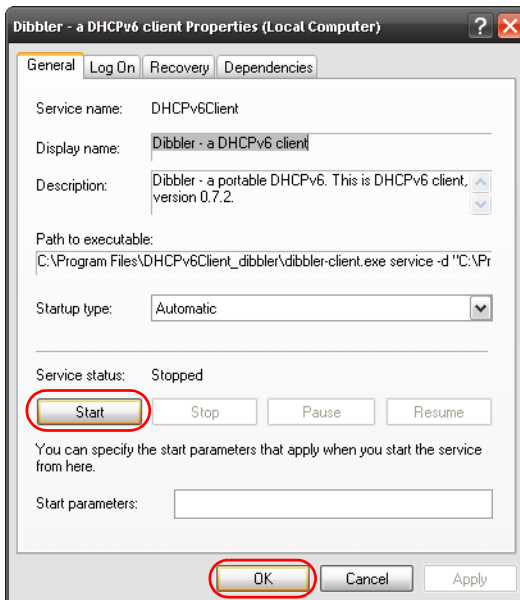 Dibbler - a DHCPv6 client Properties (Local Computer)
General Log On Recovery Dependencies
Service name: DHCPv6Client
Display name: Dibbler - a DHCPv6 client
Description: Dibbler - a portable DHCPv6. This is DHCPv6 client,
version 0.7.2.
Path to executable:
C:\Program Files\DHCPv6Client_dibbler\dibbler-client.exe service -d "C:\Pr
Startup type: Automatic
Service status: Stopped
Start Stop Pause Resume
You can specify the start parameters that apply when you start the service
from here.
Start parameters:
OK Cancel Apply